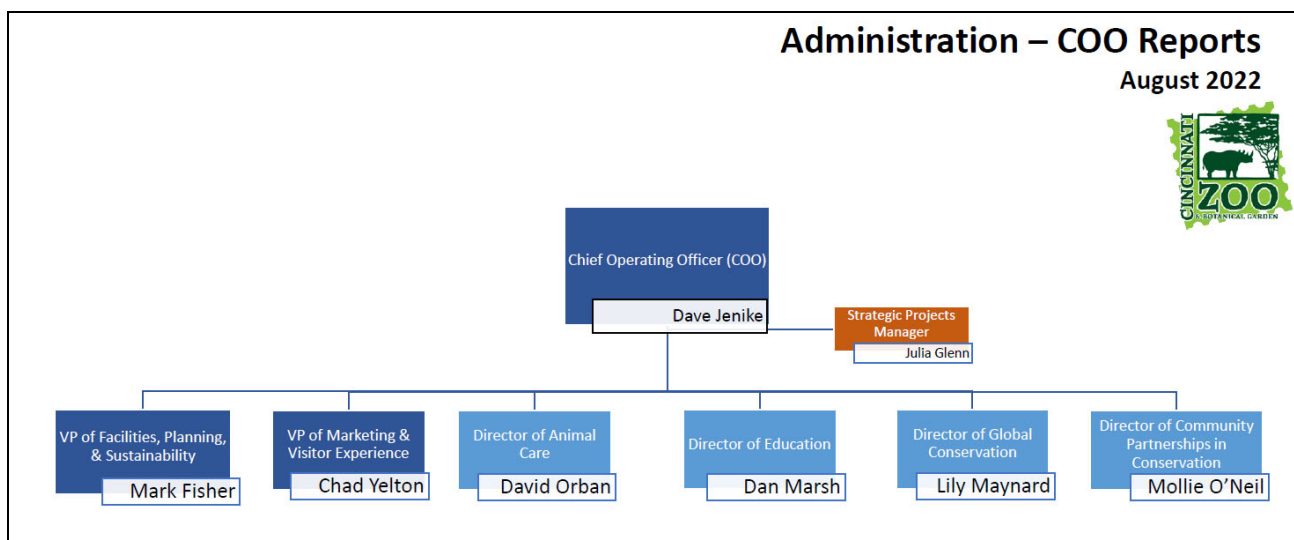 Administration – COO Reports
August 2022
CINCINNATI
ZOO
& BOTANICAL GARDEN
Chief Operating Officer (COO)
Dave Jenike
Strategic Projects
Manager
Julia Glenn
VP of Facilities, Planning,
& Sustainability
Mark Fisher
VP of Marketing &
Visitor Experience
Chad Yelton
Director of Animal
Care
David Orban
Director of Education
Dan Marsh
Director of Global
Conservation
Lily Maynard
Director of Community
Partnerships in
Conservation
Mollie O’Neil